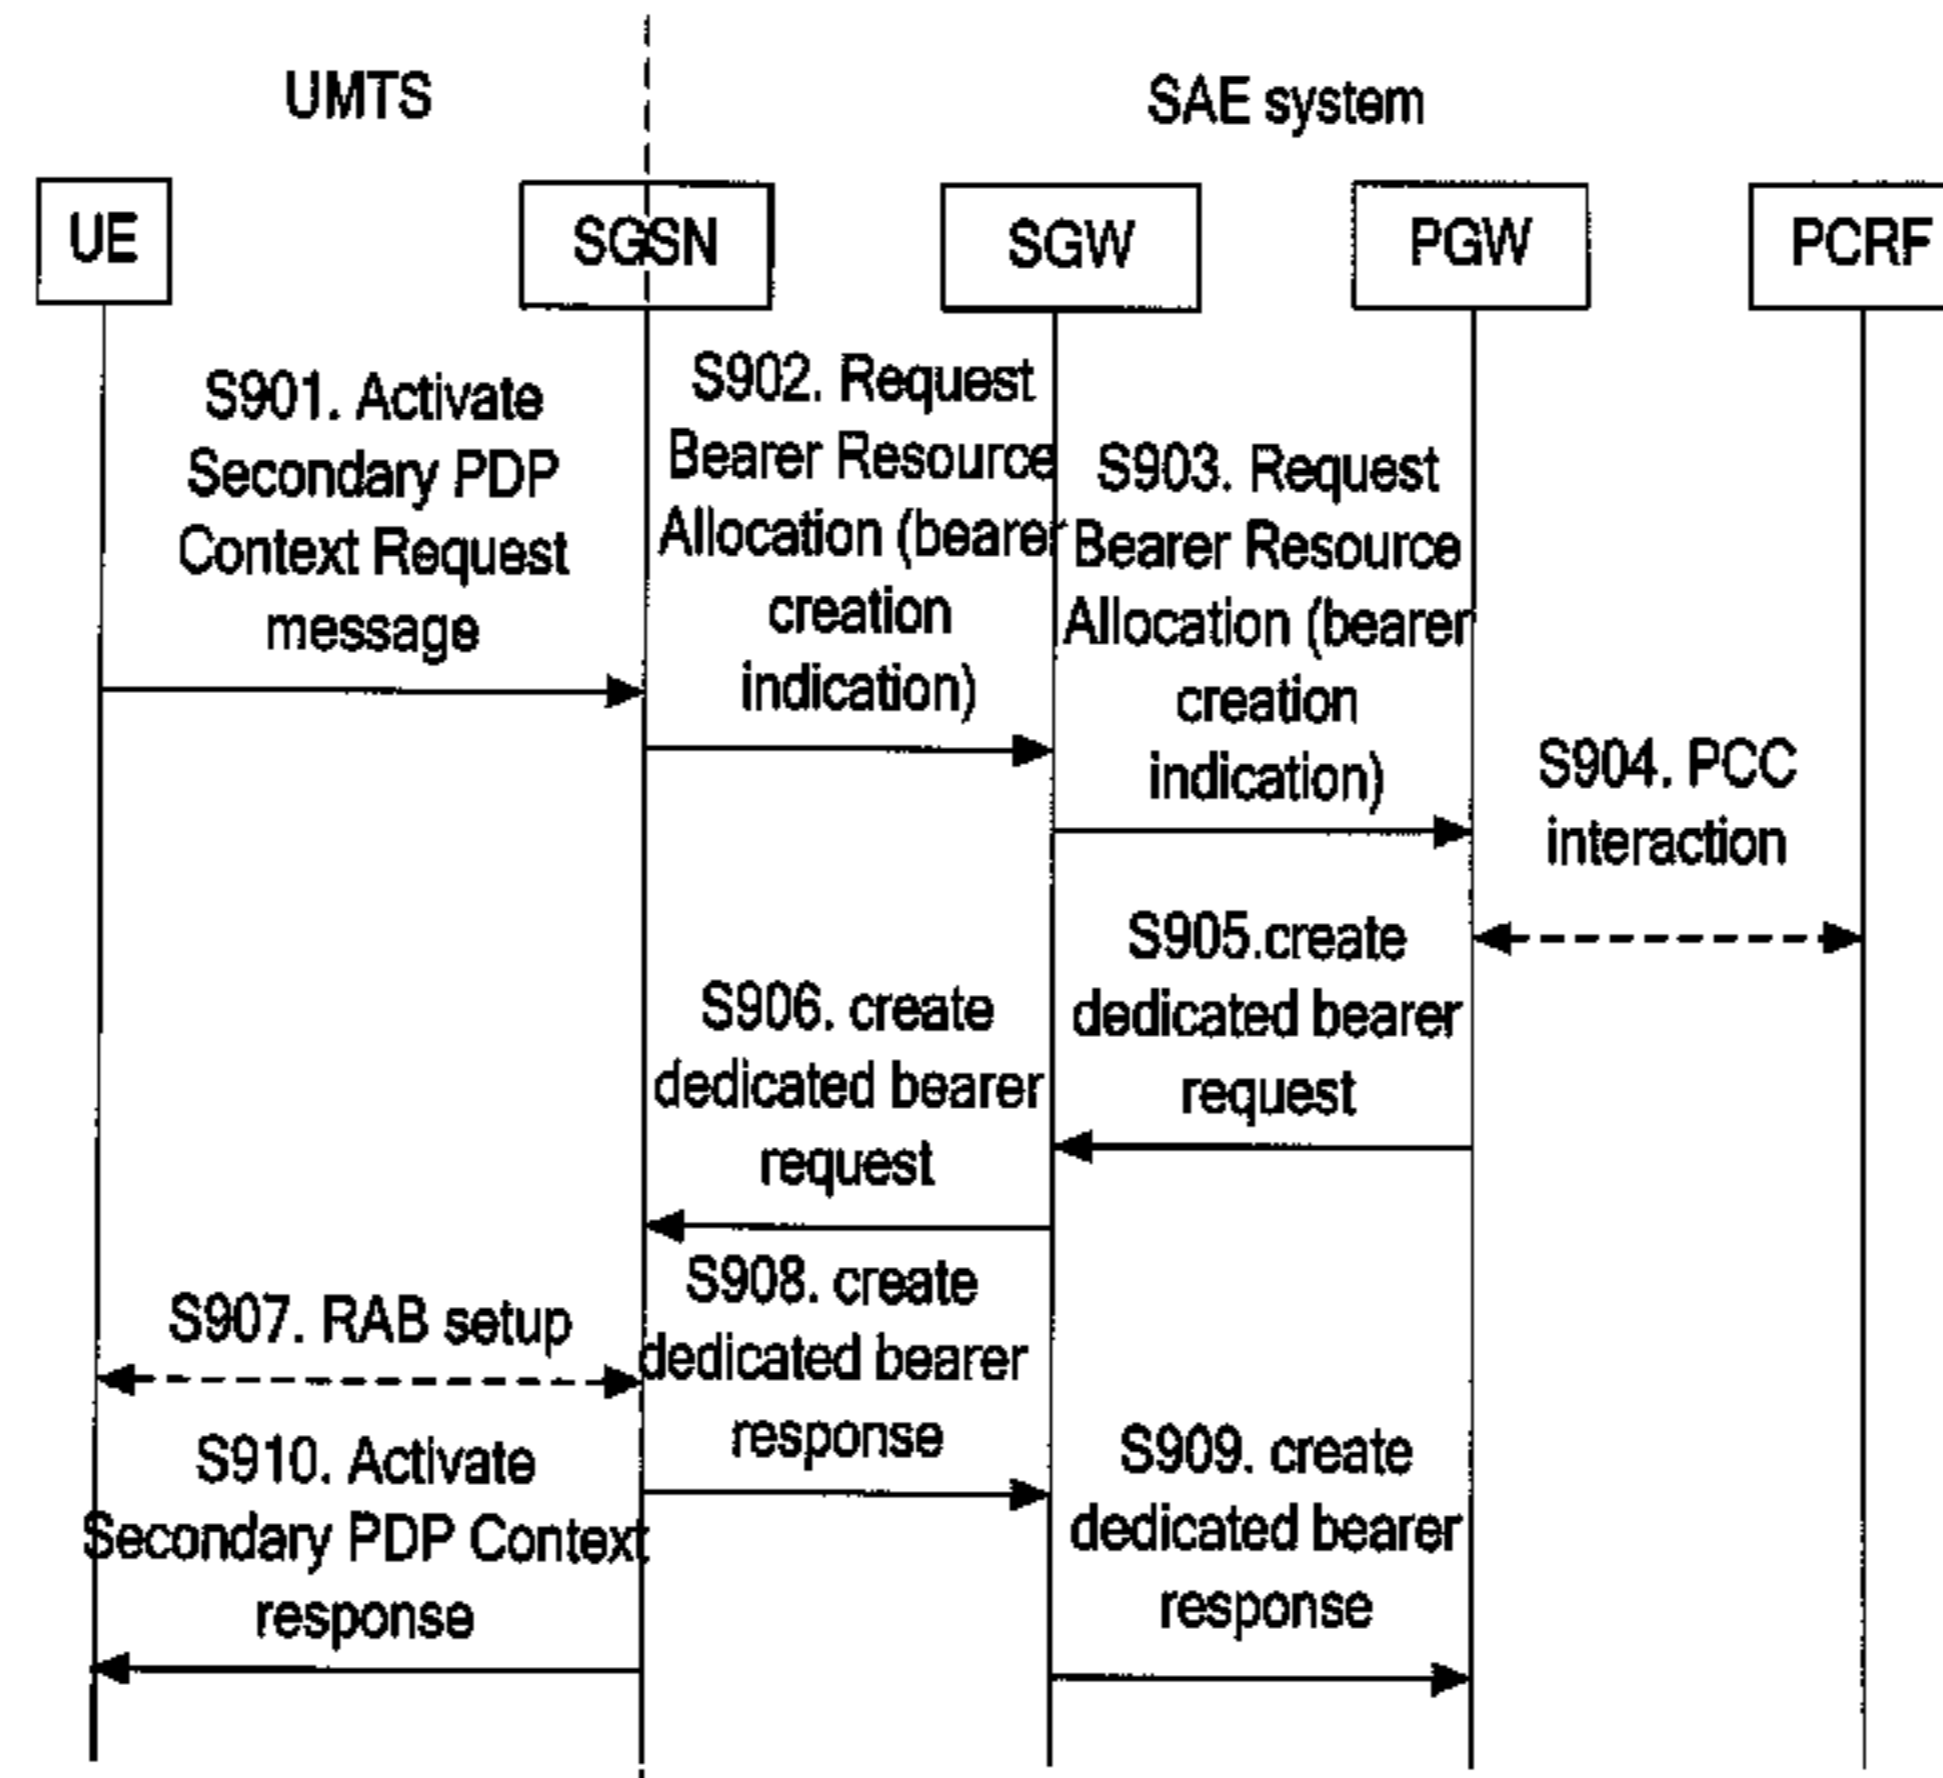 UMTS
SAE system
UE
SGSN
SGW
PGW
PCRF
S901. Activate
Secondary PDP
Context Request
message
S902. Request
Bearer Resource
Allocation (bearer
creation
indication)
S903. Request
Bearer Resource
Allocation (bearer
creation
indication)
S904. PCC
interaction
S905.create
dedicated bearer
request
S906. create
dedicated bearer
request
S907. RAB setup
S908. create
dedicated bearer
response
S909. create
dedicated bearer
response
S910. Activate
Secondary PDP Context
response